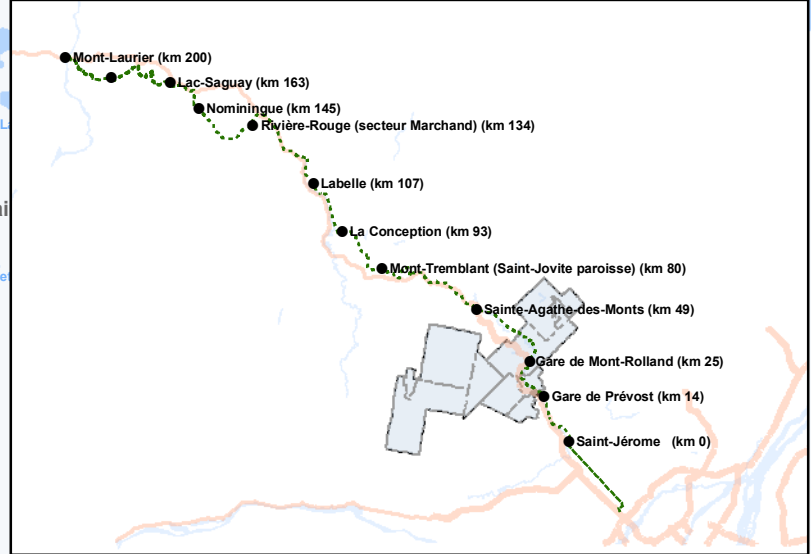 Mont-Laurier (km 200)
Lac-Saguay (km 163)
Nominingue (km 145)
Rivière-Rouge (secteur Marchand) (km 134)
Labelle (km 107)
La Conception (km 93)
Mont-Tremblant (Saint-Jovite paroisse) (km 80)
Sainte-Agathe-des-Monts (km 49)
Gare de Mont-Rolland (km 25)
Gare de Prévost (km 14)
Saint-Jérome (km 0)